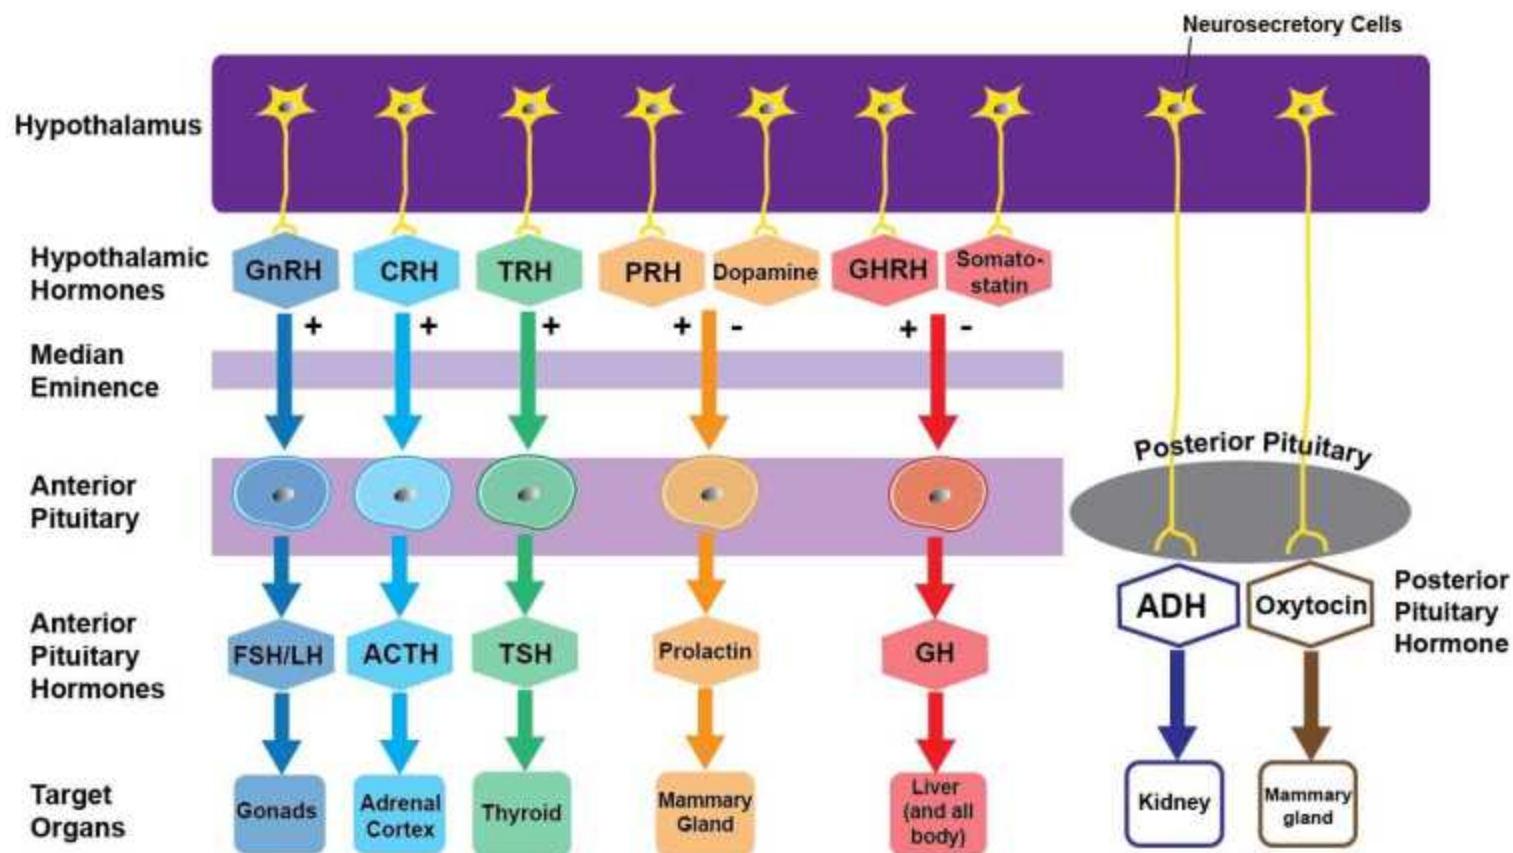 Neurosecretory Cells
Hypothalamus
Hypothalamic
Hormones
GnRH
CRH
TRH
PRH
Dopamine
GHRH
Somato-
statin
+
+
+
+ -
+ -
Median
Eminence
Posterior Pituitary
Anterior
Pituitary
Anterior
Pituitary
Hormones
FSH/LH
ACTH
TSH
Prolactin
GH
ADH
Oxytocin
Posterior
Pituitary
Hormone
Target
Organs
Gonads
Adrenal
Cortex
Thyroid
Mammary
Gland
Liver
(and all
body)
Kidney
Mammary
gland